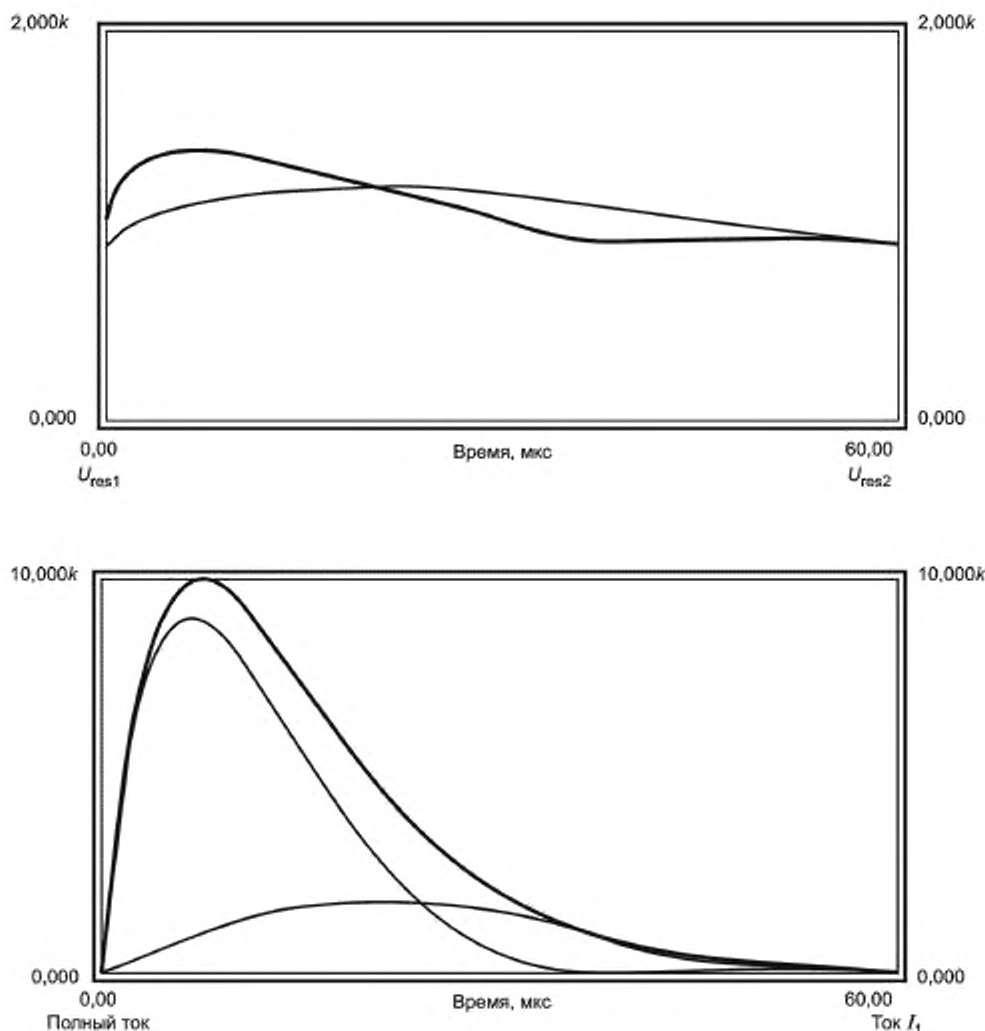 2,000k 2,000k
0,000 0,000
0,00 Время, мкс 60,00
Ures1 Ures2
10,000k 10,000k
0,000 0,000
0,00 Время, мкс 60,00
Полный ток Ток I1